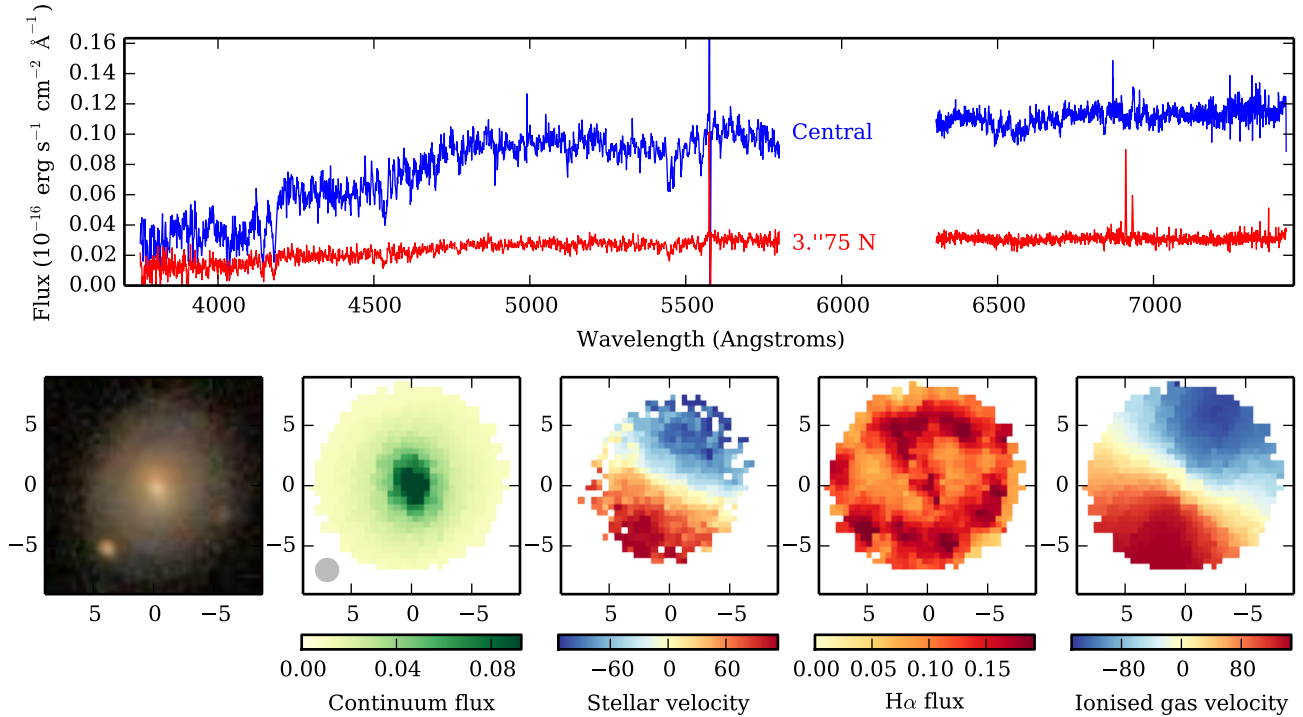 0.16
0.14
0.12
0.10
0.08
0.06
0.04
0.02
0.00
Flux (10⁻¹⁶ erg s⁻¹ cm⁻² Å⁻¹)
Central
3.''75 N
4000 4500 5000 5500 6000 6500 7000
Wavelength (Angstroms)
5 0 −5
5 0 −5
5 0 −5
5 0 −5
5 0 −5
5 0 −5
5 0 −5
5 0 −5
5 0 −5
5 0 −5
0.00 0.04 0.08
Continuum flux
−60 0 60
Stellar velocity
0.00 0.05 0.10 0.15
Hα flux
−80 0 80
Ionised gas velocity